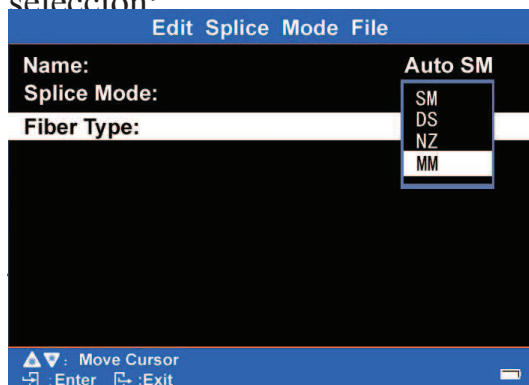 selección:
Edit Splice Mode File
Name: Auto SM
Splice Mode:
Fiber Type:
SM
DS
NZ
MM
: Move Cursor
:Enter :Exit